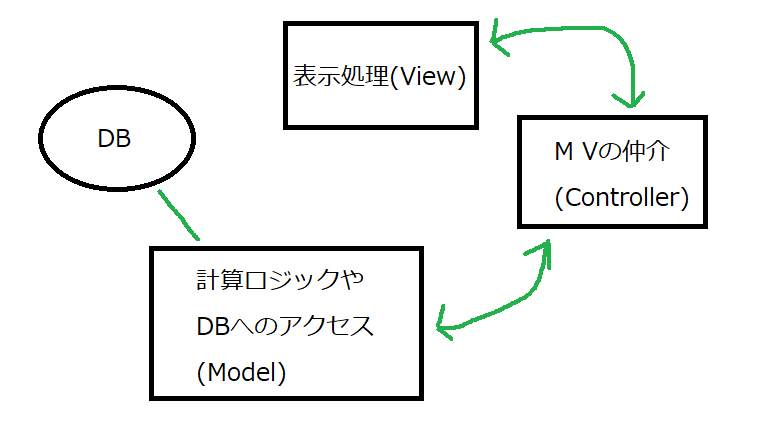 表示処理(View)
DB
M Vの仲介
(Controller)
計算ロジックや
DBへのアクセス
(Model)